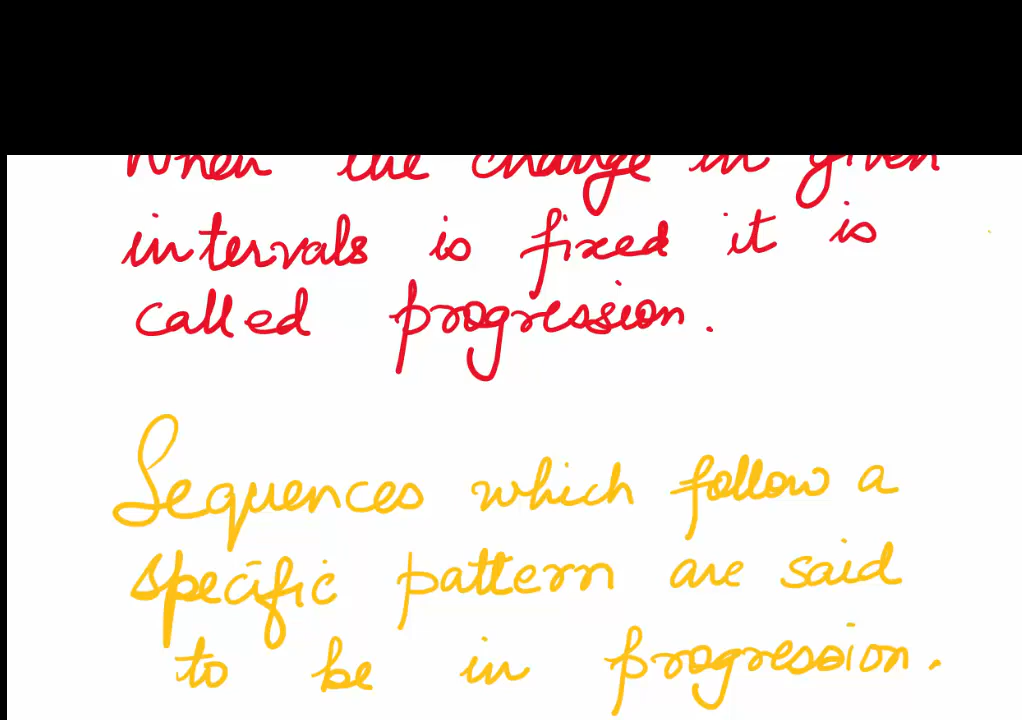 When the change in given
intervals is fixed it is
called progression.
Sequences which follow a
specific pattern are said
to be in progression.